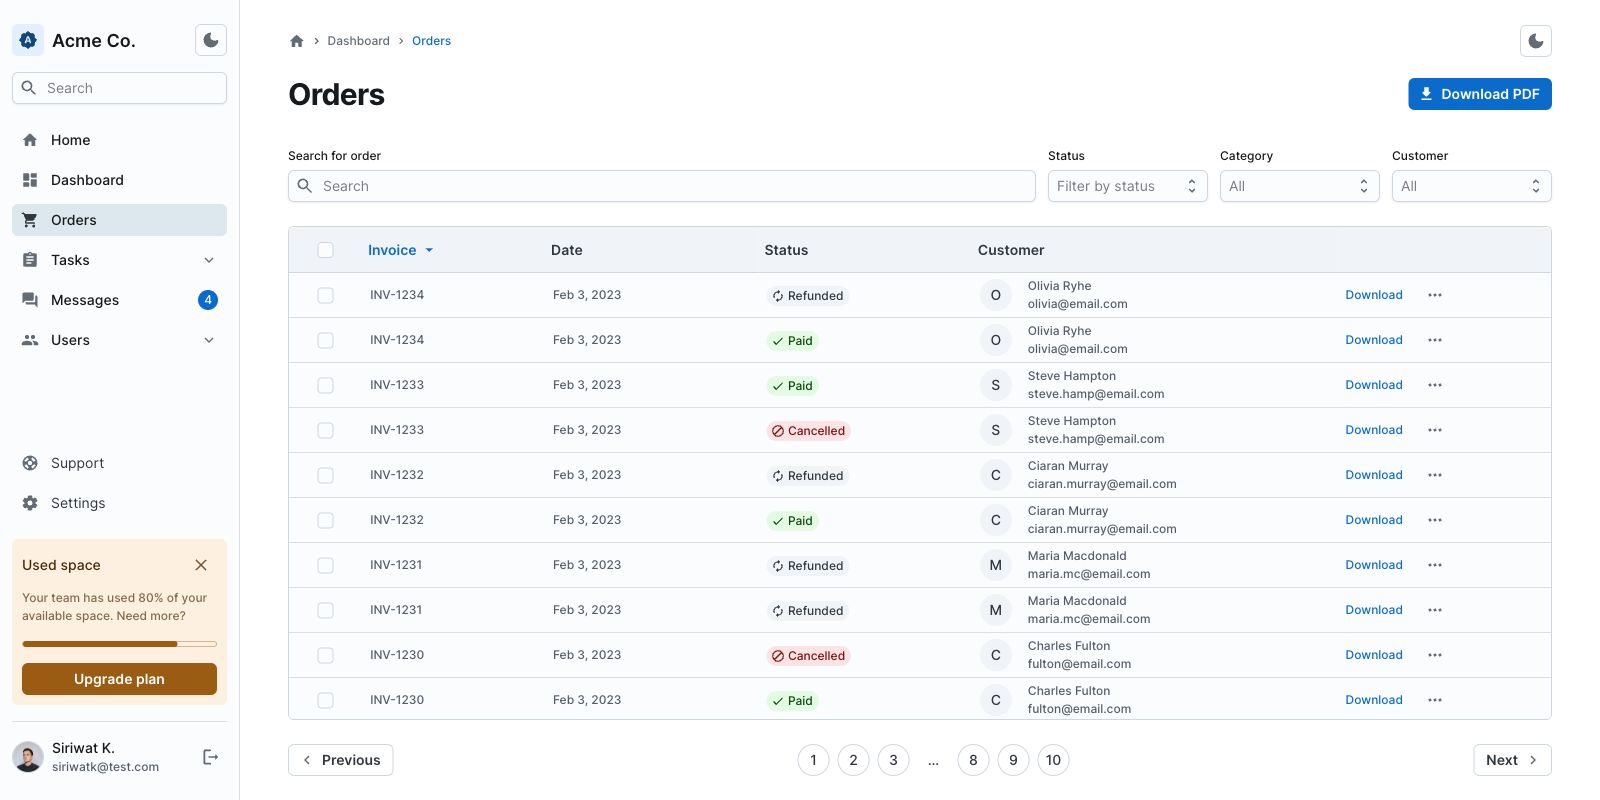 A
Acme Co.
Search
Home
Dashboard
Orders
Tasks
Messages
4
Users
Support
Settings
Used space
Your team has used 80% of your
available space. Need more?
Upgrade plan
Siriwat K.
siriwatk@test.com
Dashboard
Orders
Orders
Download PDF
Search for order
Search
Status
Filter by status
Category
All
Customer
All
Invoice Date Status Customer
INV-1234 Feb 3, 2023 Refunded O Olivia Ryhe Download
olivia@email.com
INV-1234 Feb 3, 2023 Paid O Olivia Ryhe Download
olivia@email.com
INV-1233 Feb 3, 2023 Paid S Steve Hampton Download
steve.hamp@email.com
INV-1233 Feb 3, 2023 Cancelled S Steve Hampton Download
steve.hamp@email.com
INV-1232 Feb 3, 2023 Refunded C Ciaran Murray Download
ciaran.murray@email.com
INV-1232 Feb 3, 2023 Paid C Ciaran Murray Download
ciaran.murray@email.com
INV-1231 Feb 3, 2023 Refunded M Maria Macdonald Download
maria.mc@email.com
INV-1231 Feb 3, 2023 Refunded M Maria Macdonald Download
maria.mc@email.com
INV-1230 Feb 3, 2023 Cancelled C Charles Fulton Download
fulton@email.com
INV-1230 Feb 3, 2023 Paid C Charles Fulton Download
fulton@email.com
Previous 1 2 3 … 8 9 10 Next